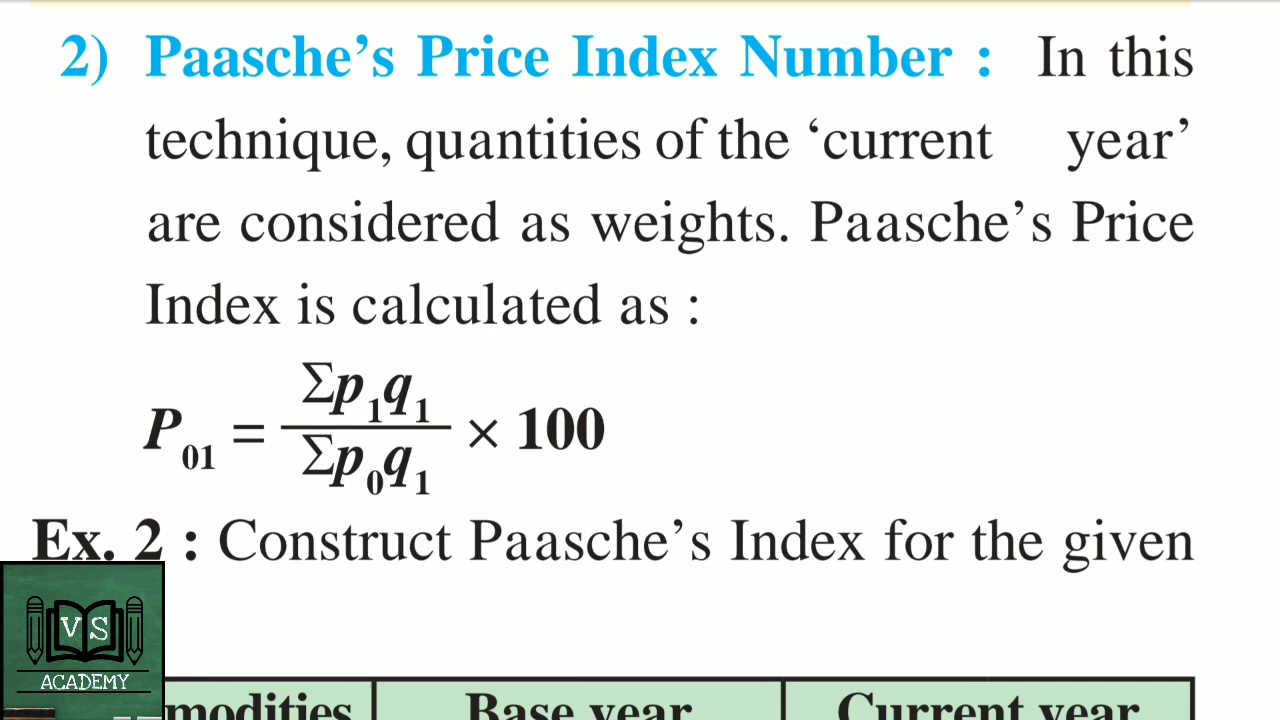 2) Paasche’s Price Index Number : In this
technique, quantities of the ‘current year’
are considered as weights. Paasche’s Price
Index is calculated as :
P₀₁ = Σp₁q₁ / Σp₀q₁ × 100
Ex. 2 : Construct Paasche’s Index for the given
VS
ACADEMY
modities Base year Current year